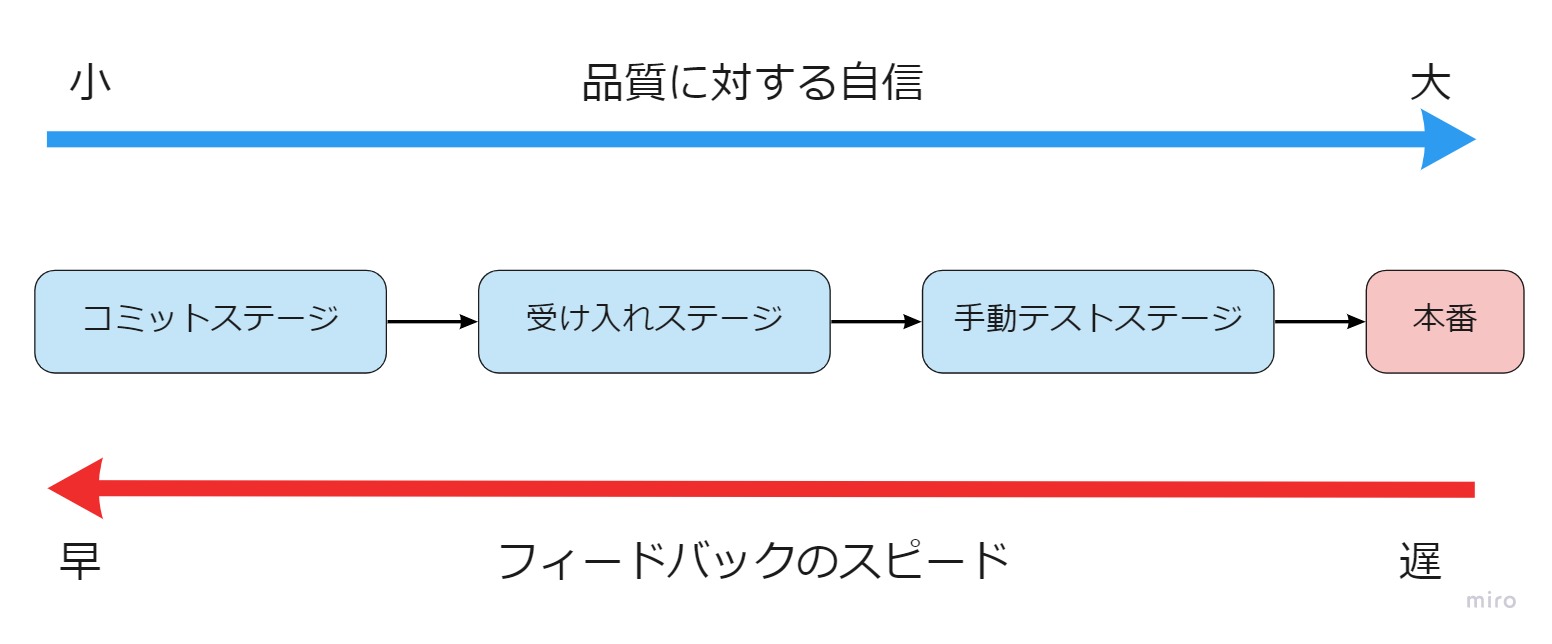 小 品質に対する自信 大
コミットステージ 受け入れステージ 手動テストステージ 本番
早 フィードバックのスピード 遅
miro